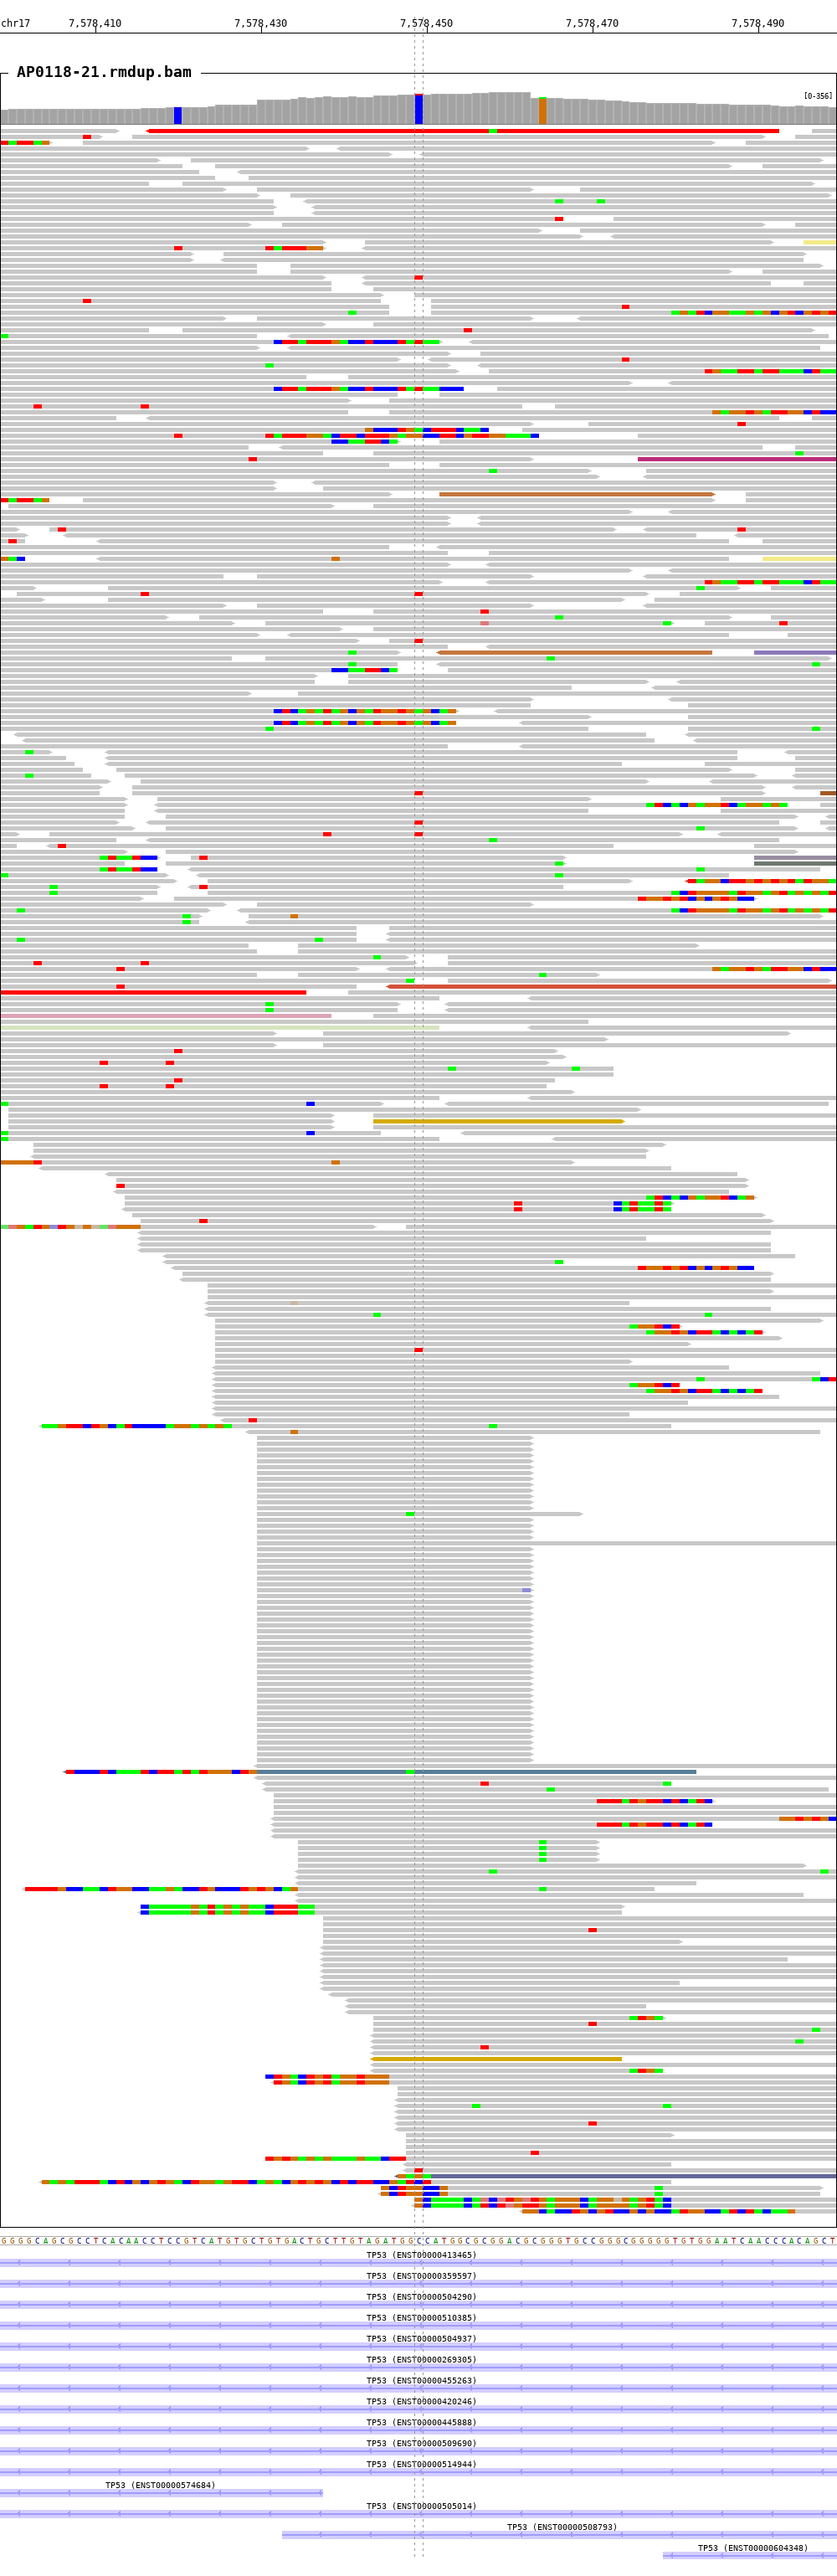 chr17 7,578,410 7,578,430 7,578,450 7,578,470 7,578,490
AP0118-21.rmdup.bam
[0-356]
GGGGCAGCGCCTCACAACCTCCGTCATGTGCTGTGACTGCTTGTAGATGGCCATGGCGCGGACGCGGGTGCCGGGCGGGGGTGTGGAATCAACCCACAGCT
TP53 (ENST00000413465)
TP53 (ENST00000359597)
TP53 (ENST00000504290)
TP53 (ENST00000510385)
TP53 (ENST00000504937)
TP53 (ENST00000269305)
TP53 (ENST00000455263)
TP53 (ENST00000420246)
TP53 (ENST00000445888)
TP53 (ENST00000509690)
TP53 (ENST00000514944)
TP53 (ENST00000574684)
TP53 (ENST00000505014)
TP53 (ENST00000508793)
TP53 (ENST00000604348)